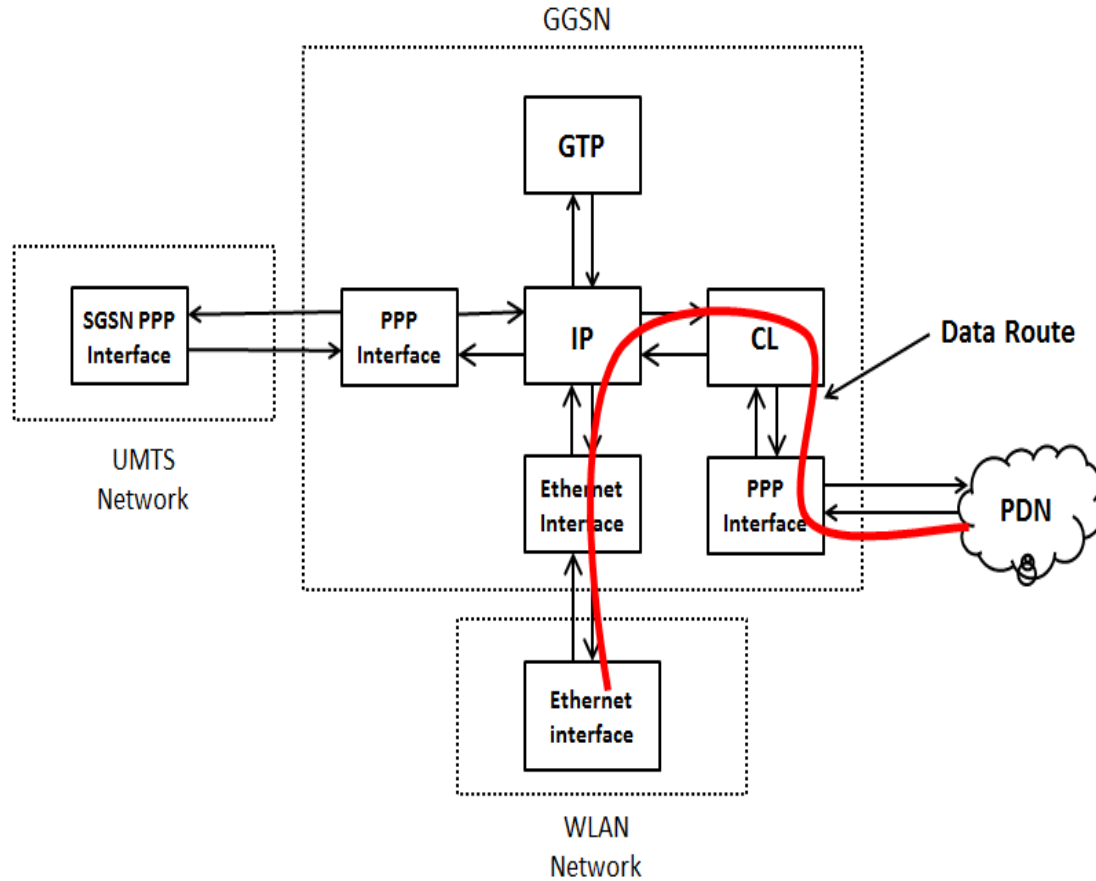 GGSN
GTP
SGSN PPP
Interface
PPP
Interface
IP
CL
Data Route
UMTS
Network
Ethernet
Interface
PPP
Interface
PDN
Ethernet
interface
WLAN
Network